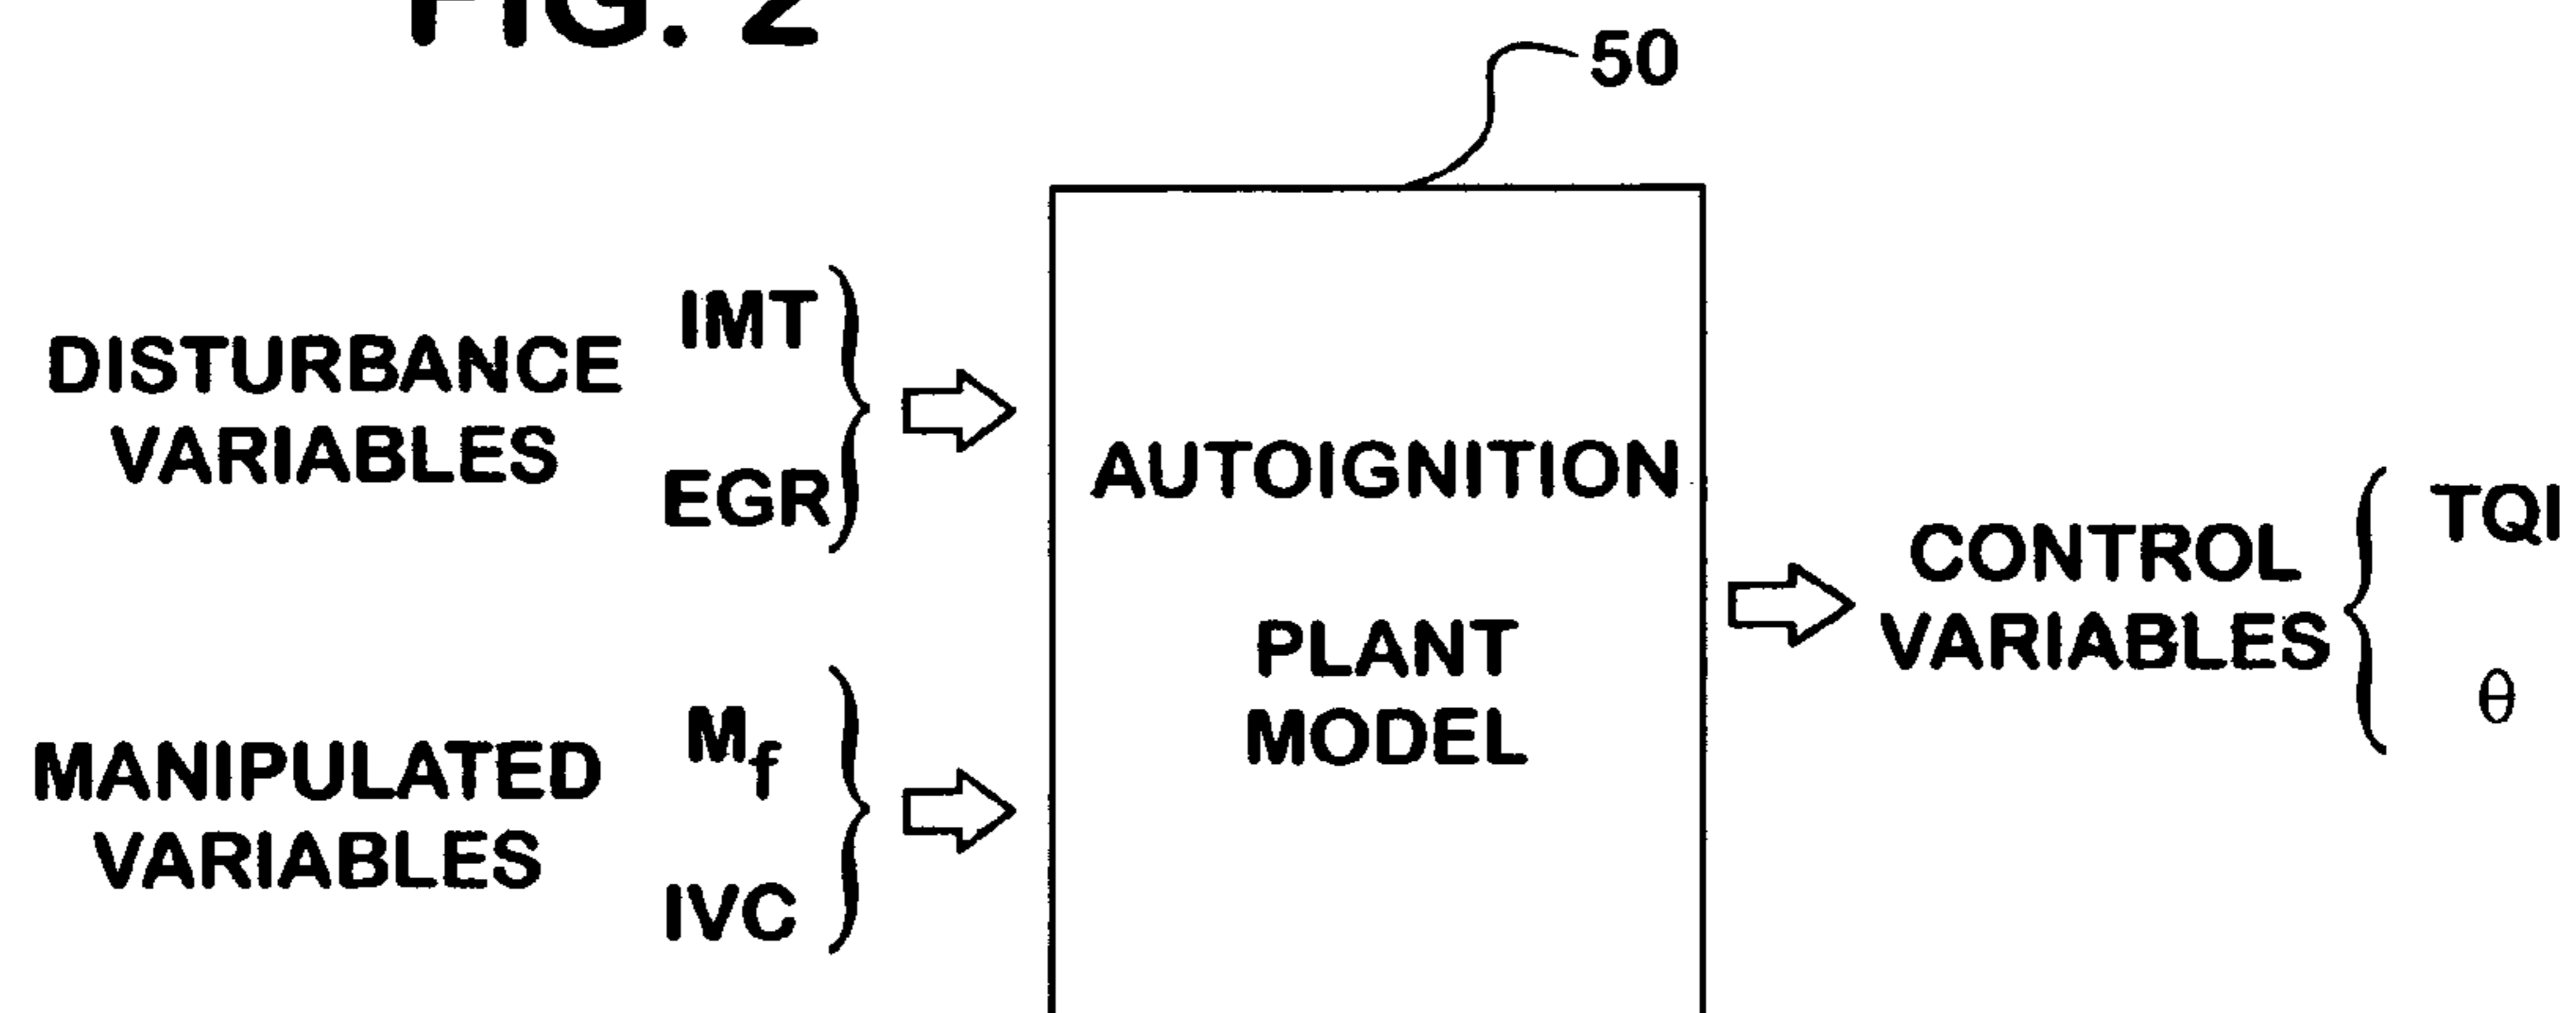 FIG. 2
50
DISTURBANCE
VARIABLES
IMT
EGR
MANIPULATED
VARIABLES
Mf
IVC
AUTOIGNITION
PLANT
MODEL
CONTROL
VARIABLES
TQI
θ